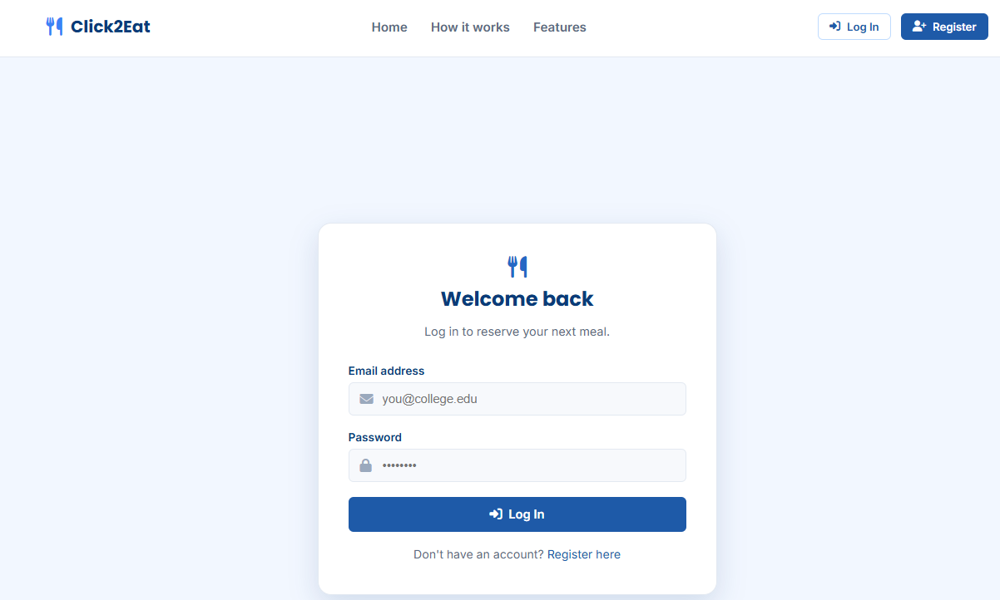 Click2Eat
Home How it works Features
Log In Register
Welcome back
Log in to reserve your next meal.
Email address
you@college.edu
Password
••••••••
Log In
Don't have an account? Register here